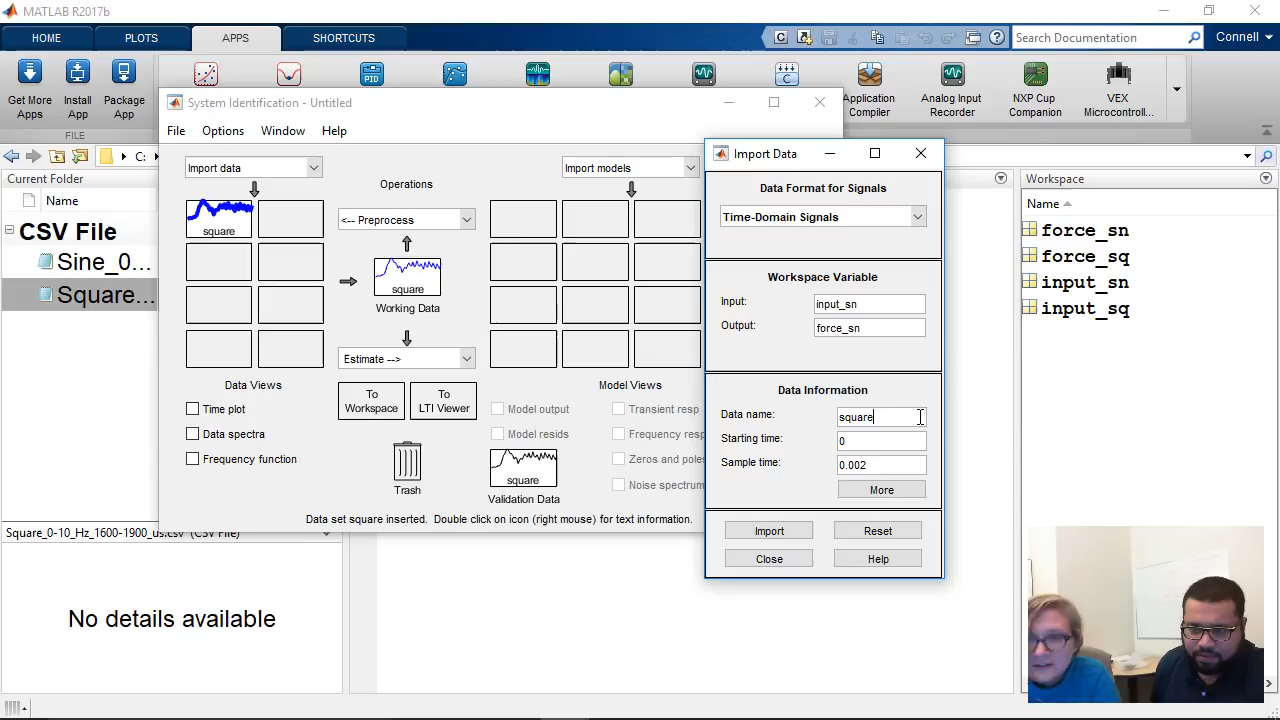 MATLAB R2017b
HOME
PLOTS
APPS
SHORTCUTS
Search Documentation
Connell
Get More Apps
Install App
Package App
FILE
Application Compiler
Analog Input Recorder
NXP Cup Companion
VEX Microcontroll...
PID
C
System Identification - Untitled
File
Options
Window
Help
C:
Current Folder
Name
CSV File
Sine_0...
Square...
Square_0-10_Hz_1600-1900_us.csv (CSV File)
No details available
Import data
square
Operations
<-- Preprocess
square
Working Data
Estimate -->
To Workspace
To LTI Viewer
Data Views
Time plot
Data spectra
Frequency function
Trash
Import models
Model Views
Model output
Model resids
Transient resp
Frequency resp
Zeros and poles
Noise spectrum
square
Validation Data
Data set square inserted. Double click on icon (right mouse) for text information.
Import Data
Data Format for Signals
Time-Domain Signals
Workspace Variable
Input: input_sn
Output: force_sn
Data Information
Data name: square
Starting time: 0
Sample time: 0.002
More
Import
Reset
Close
Help
Workspace
Name
force_sn
force_sq
input_sn
input_sq